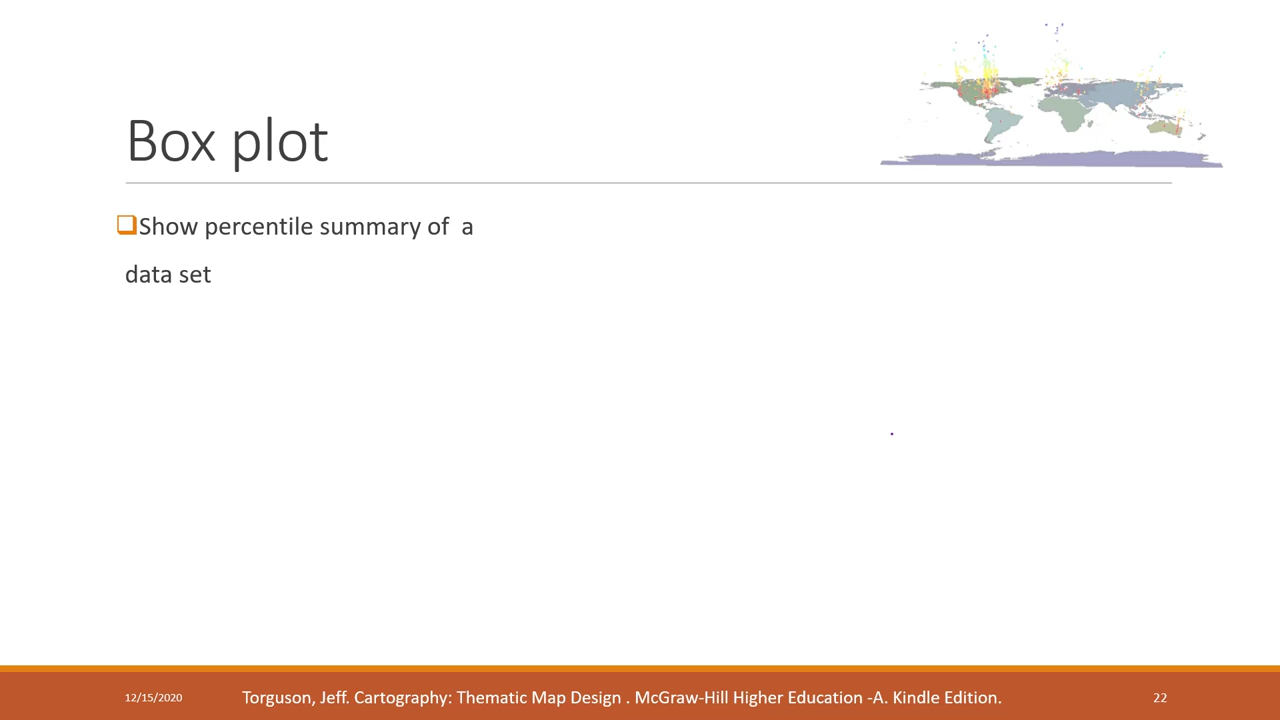 Box plot
Show percentile summary of a
data set
12/15/2020
Torguson, Jeff. Cartography: Thematic Map Design . McGraw-Hill Higher Education -A. Kindle Edition.
22